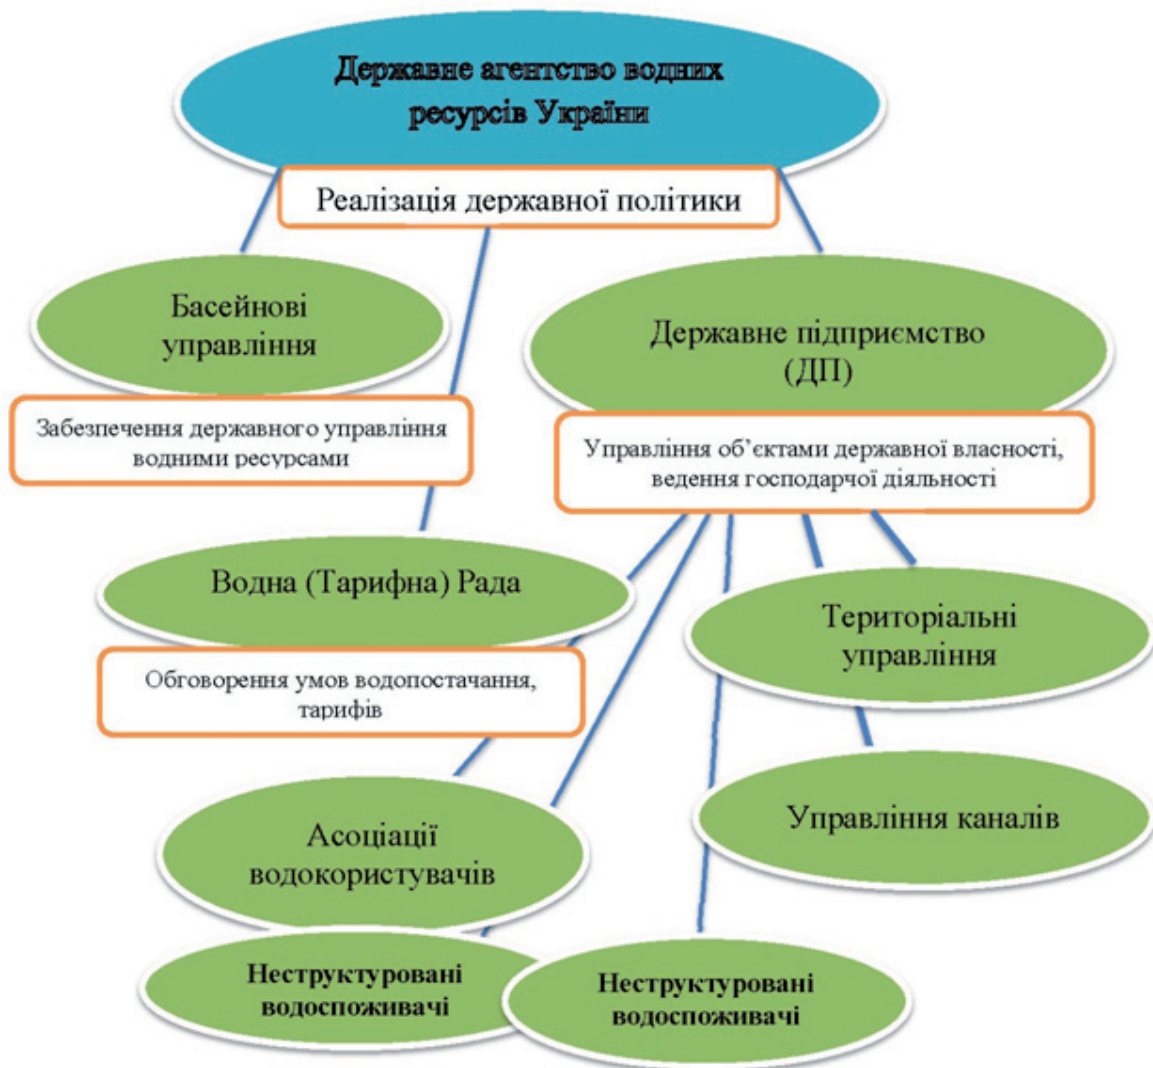 Державне агентство водних
ресурсів України
Реалізація державної політики
Басейнові
управління
Забезпечення державного управління
водними ресурсами
Державне підприємство
(ДП)
Управління об’єктами державної власності,
ведення господарчої діяльності
Водна (Тарифна) Рада
Обговорення умов водопостачання,
тарифів
Територіальні
управління
Управління каналів
Асоціації
водокористувачів
Неструктуровані
водоспоживачі
Неструктуровані
водоспоживачі